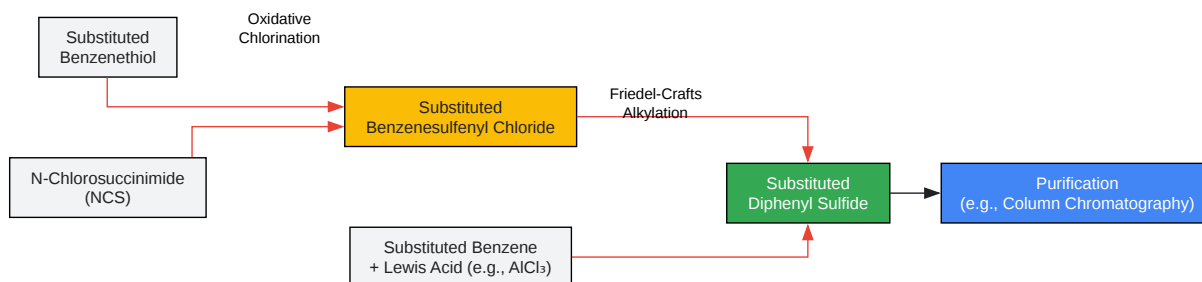 Substituted
Benzenethiol
Oxidative
Chlorination
Substituted
Benzenesulfenyl Chloride
Friedel-Crafts
Alkylation
N-Chlorosuccinimide
(NCS)
Substituted
Diphenyl Sulfide
Purification
(e.g., Column Chromatography)
Substituted Benzene
+ Lewis Acid (e.g., AlCl₃)